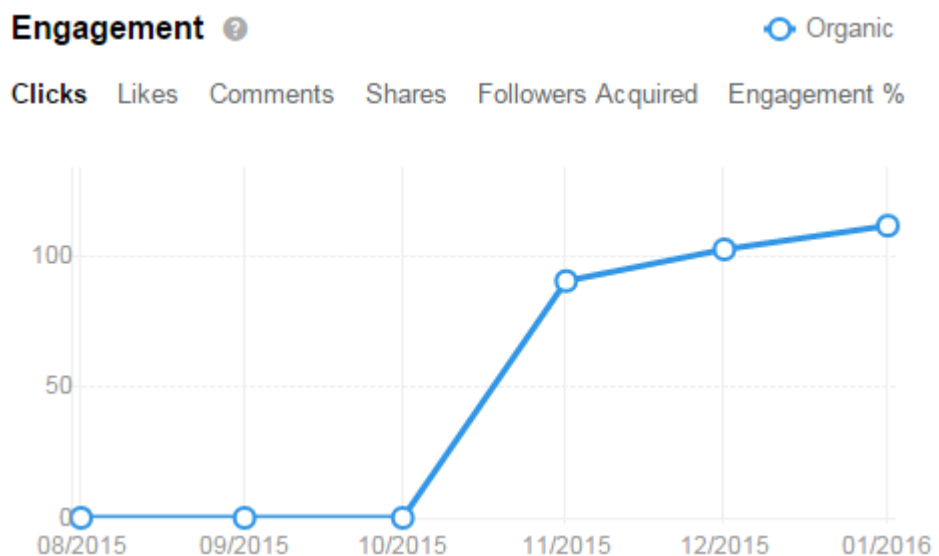 Engagement ?
Organic
Clicks Likes Comments Shares Followers Acquired Engagement %
100
50
0
08/2015 09/2015 10/2015 11/2015 12/2015 01/2016